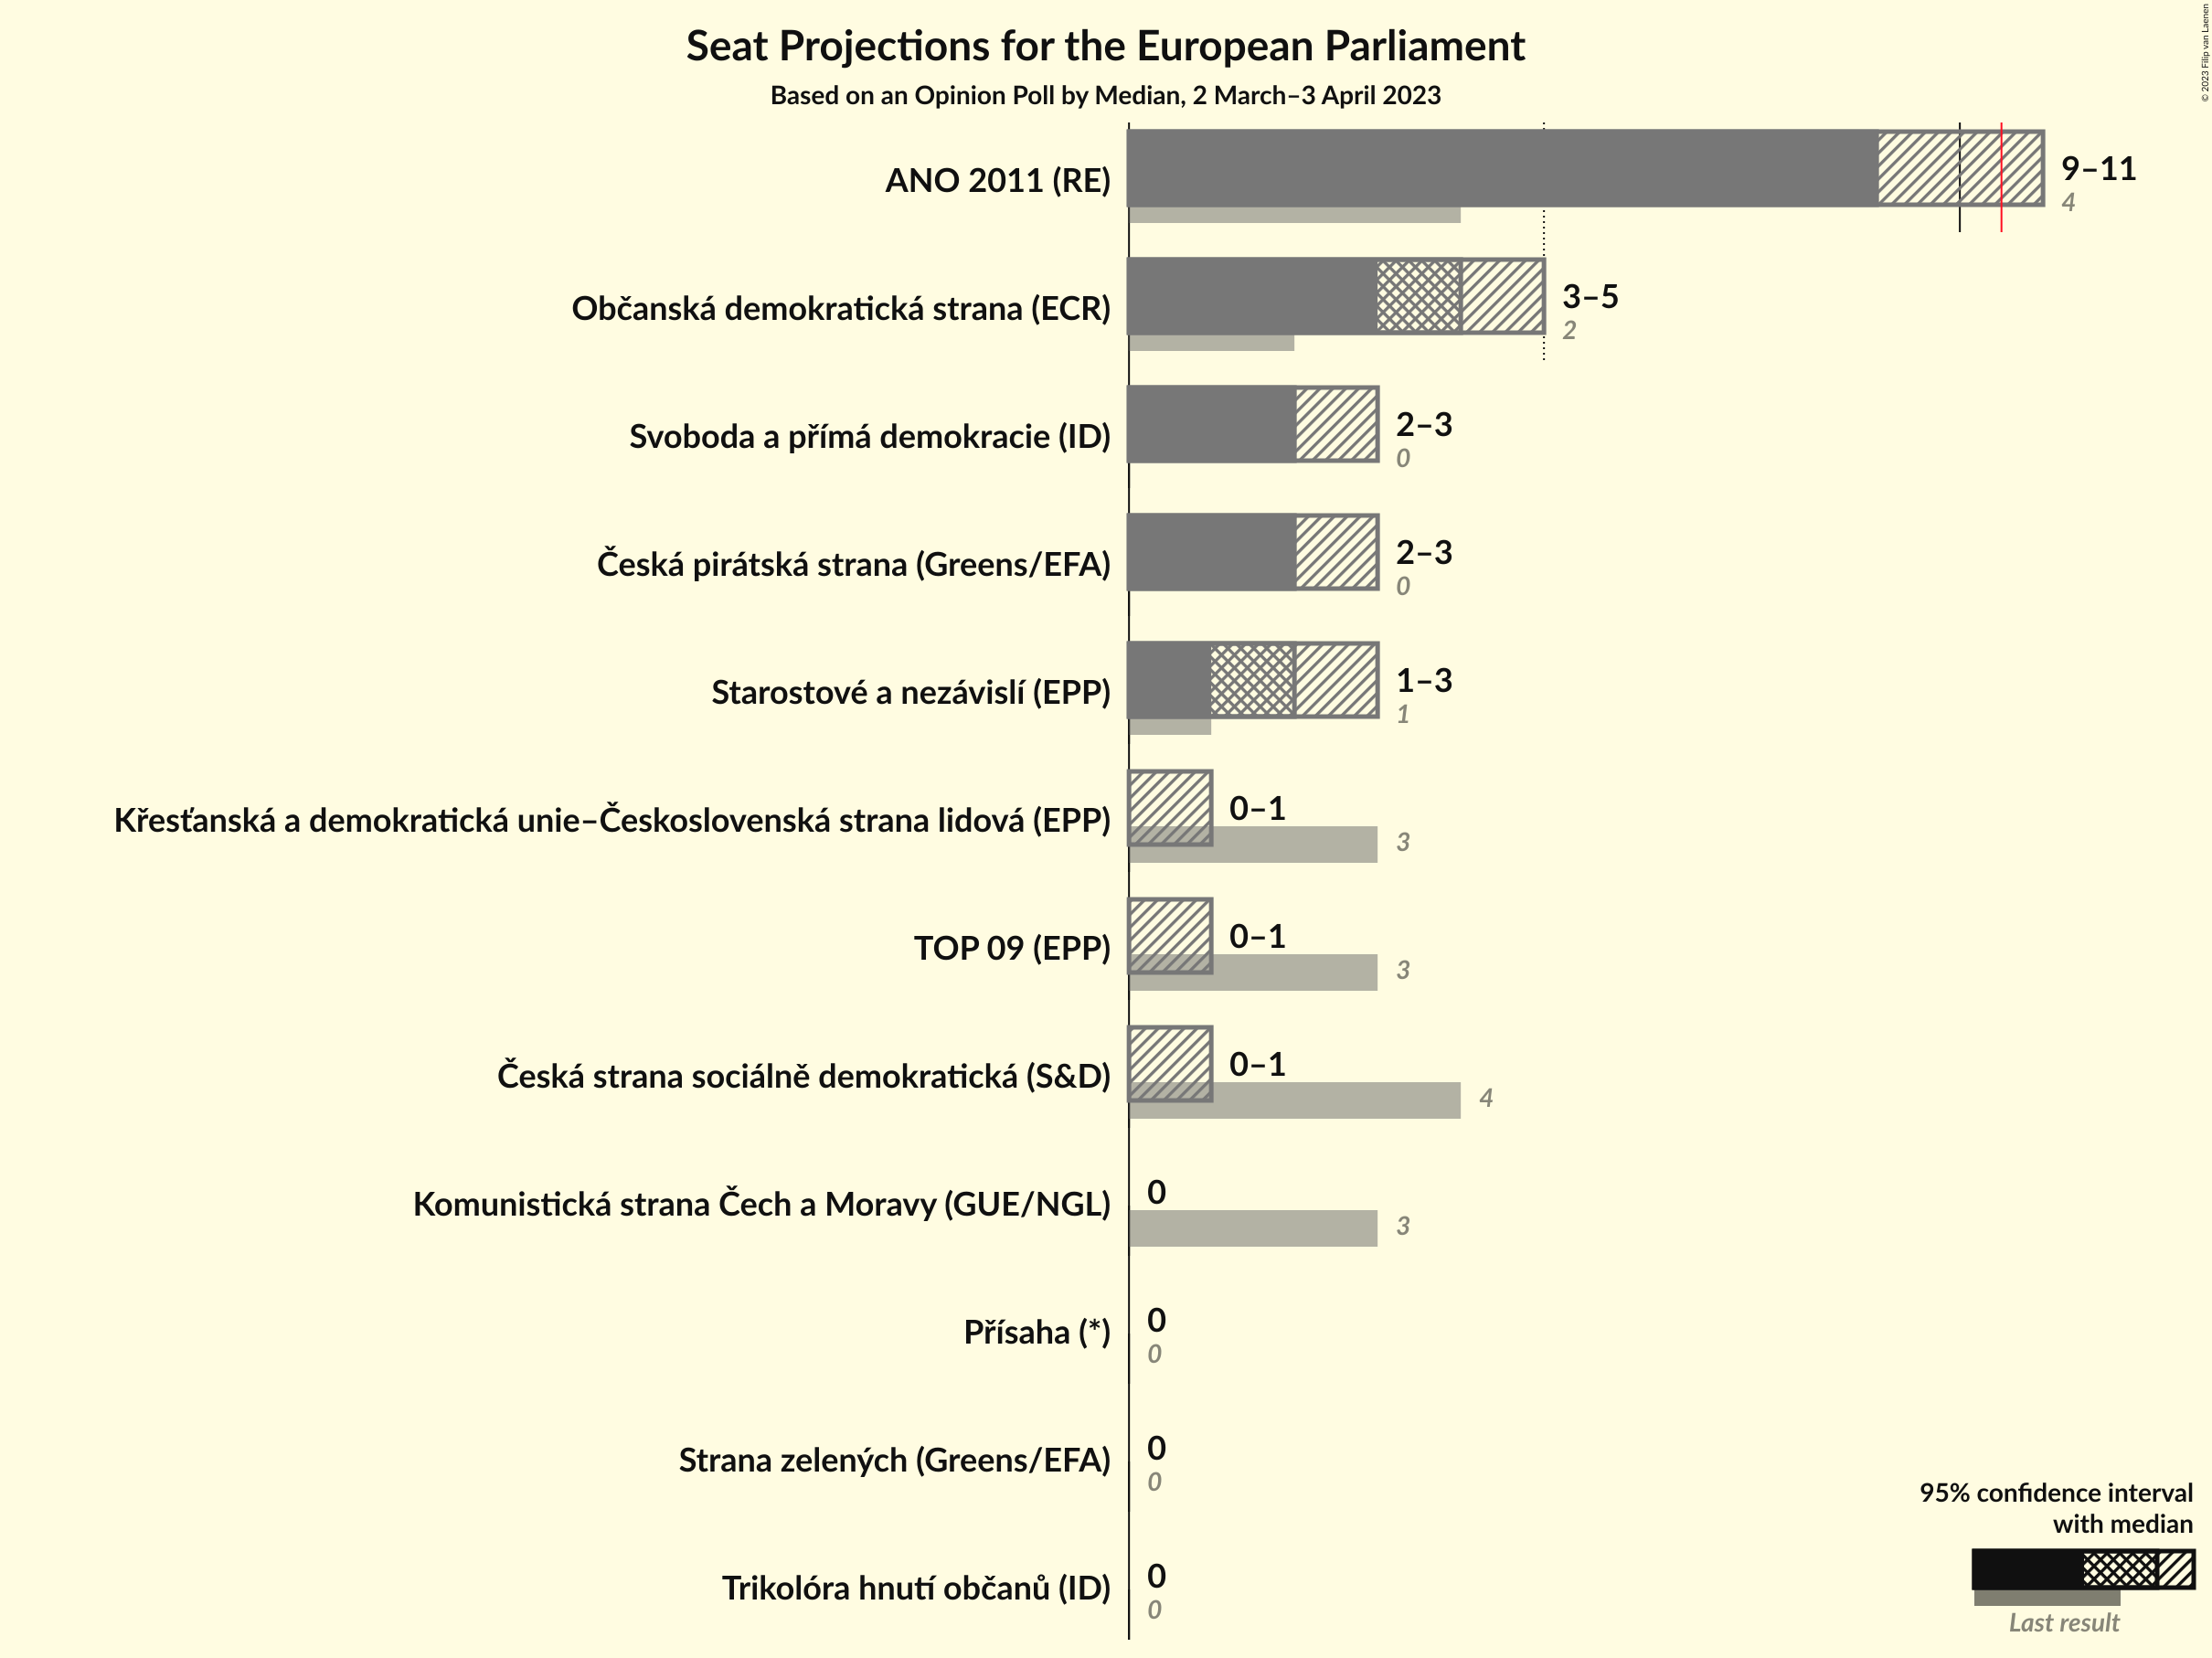 Seat Projections for the European Parliament
Based on an Opinion Poll by Median, 2 March–3 April 2023
© 2023 Filip van Laenen
ANO 2011 (RE)
9–11
4
Občanská demokratická strana (ECR)
3–5
2
Svoboda a přímá demokracie (ID)
2–3
0
Česká pirátská strana (Greens/EFA)
2–3
0
Starostové a nezávislí (EPP)
1–3
1
Křesťanská a demokratická unie–Československá strana lidová (EPP)
0–1
3
TOP 09 (EPP)
0–1
3
Česká strana sociálně demokratická (S&D)
0–1
4
Komunistická strana Čech a Moravy (GUE/NGL)
0
3
Přísaha (*)
0
0
Strana zelených (Greens/EFA)
0
0
Trikolóra hnutí občanů (ID)
0
0
95% confidence interval
with median
Last result